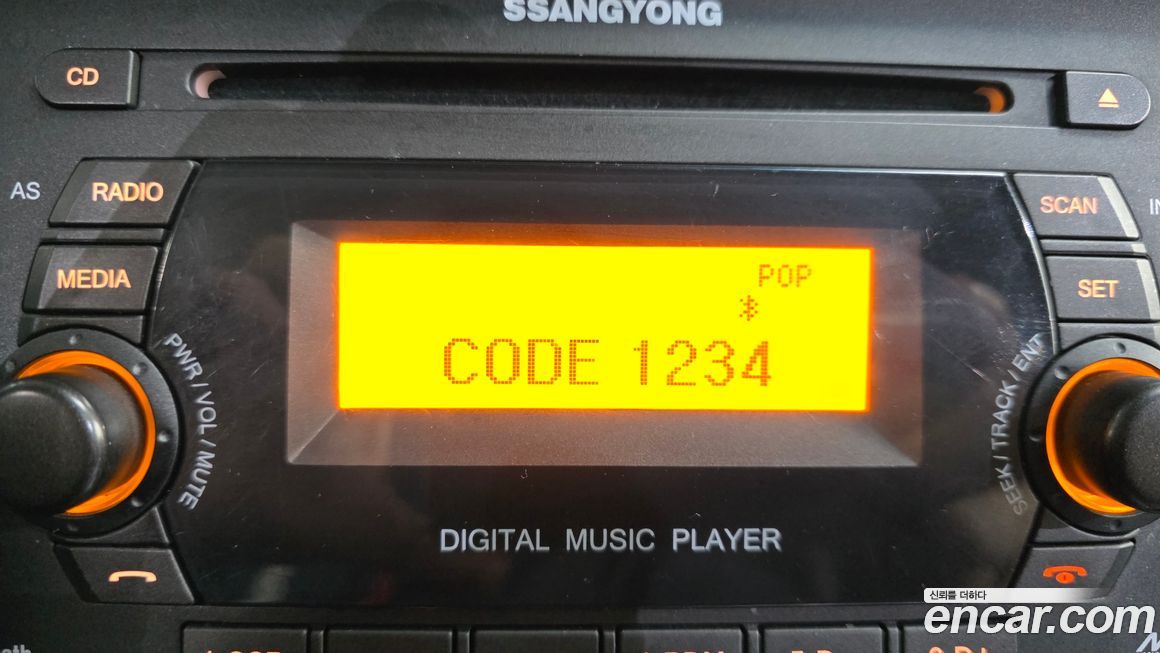 SSANGYONG
CD
AS
RADIO
SCAN
MEDIA
SET
POP
CODE 1234
PWR / VOL / MUTE
SEEK / TRACK / ENT
DIGITAL MUSIC PLAYER
신뢰를 더하다
encar.com